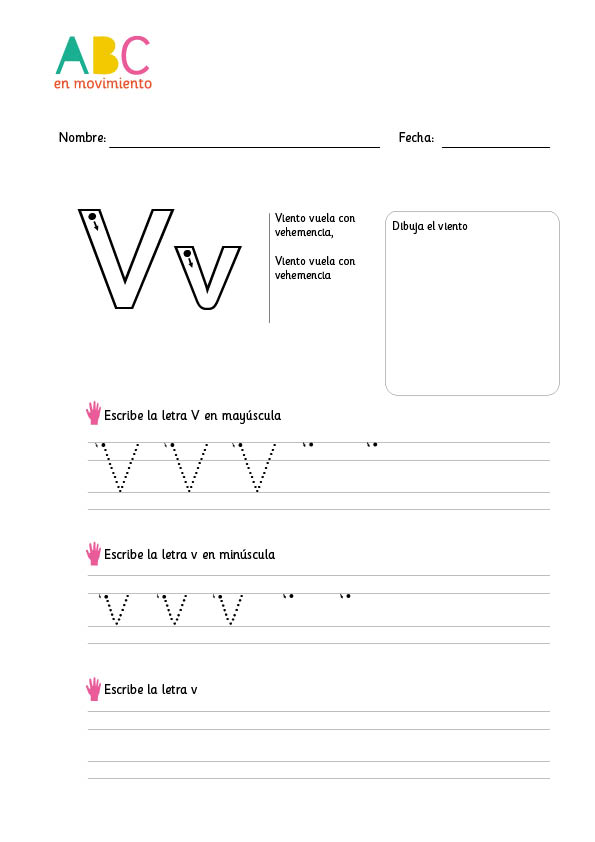 ABC
en movimiento
Nombre:
Fecha:
V v
Viento vuela con
vehemencia,
Viento vuela con
vehemencia
Dibuja el viento
Escribe la letra V en mayúscula
V V V
Escribe la letra v en minúscula
v v v
Escribe la letra v